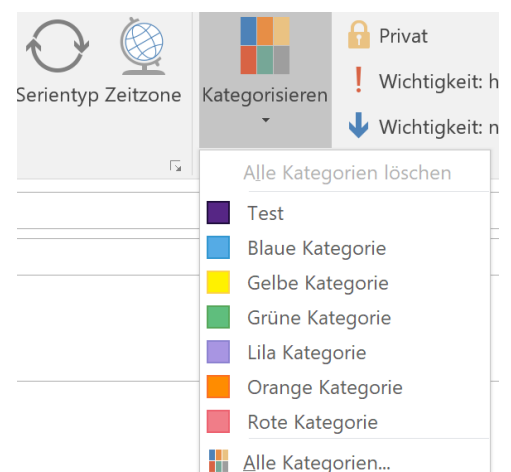 Serientyp Zeitzone
Kategorisieren
Privat
Wichtigkeit: h
Wichtigkeit: n
Alle Kategorien löschen
Test
Blaue Kategorie
Gelbe Kategorie
Grüne Kategorie
Lila Kategorie
Orange Kategorie
Rote Kategorie
Alle Kategorien...